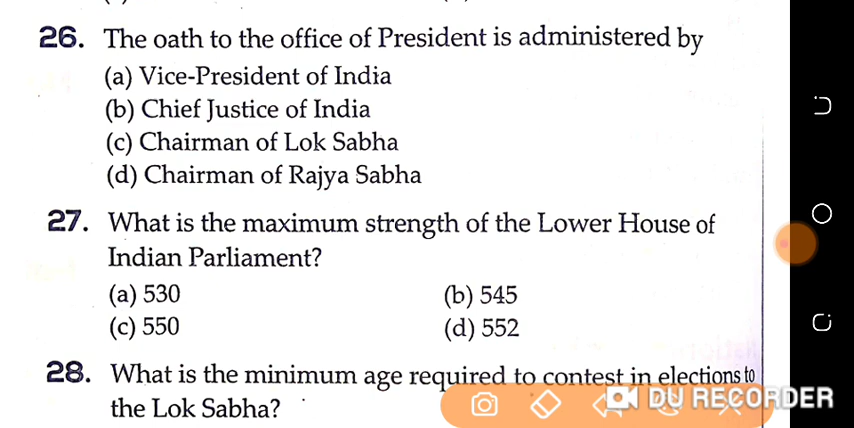 26. The oath to the office of President is administered by
(a) Vice-President of India
(b) Chief Justice of India
(c) Chairman of Lok Sabha
(d) Chairman of Rajya Sabha
27. What is the maximum strength of the Lower House of
Indian Parliament?
(a) 530 (b) 545
(c) 550 (d) 552
28. What is the minimum age required to contest in elections to
the Lok Sabha?
DU RECORDER